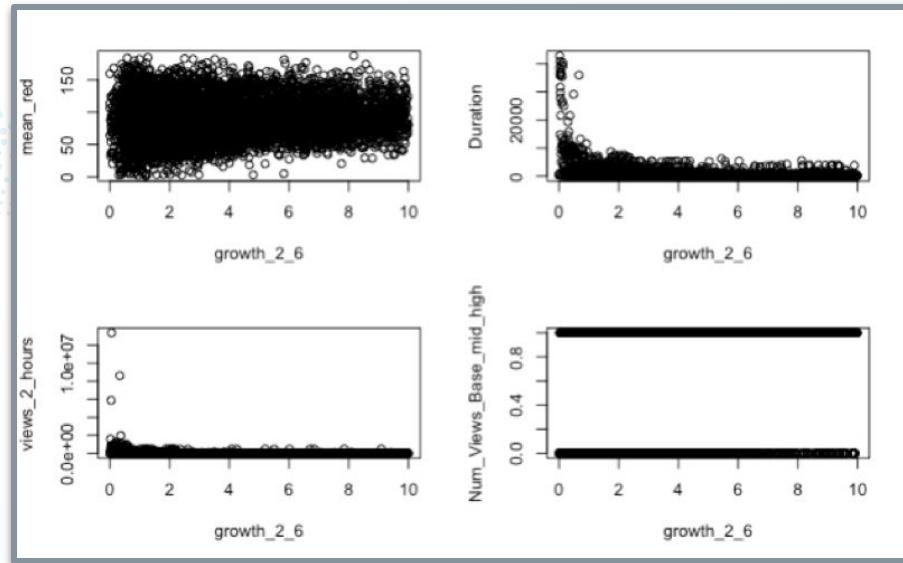 mean_red
150
50
0
0 2 4 6 8 10
growth_2_6
Duration
20000
0
0 2 4 6 8 10
growth_2_6
views_2_hours
1.0e+07
0.0e+00
0 2 4 6 8 10
growth_2_6
Num_Views_Base_mid_high
0.8
0.4
0.0
0 2 4 6 8 10
growth_2_6